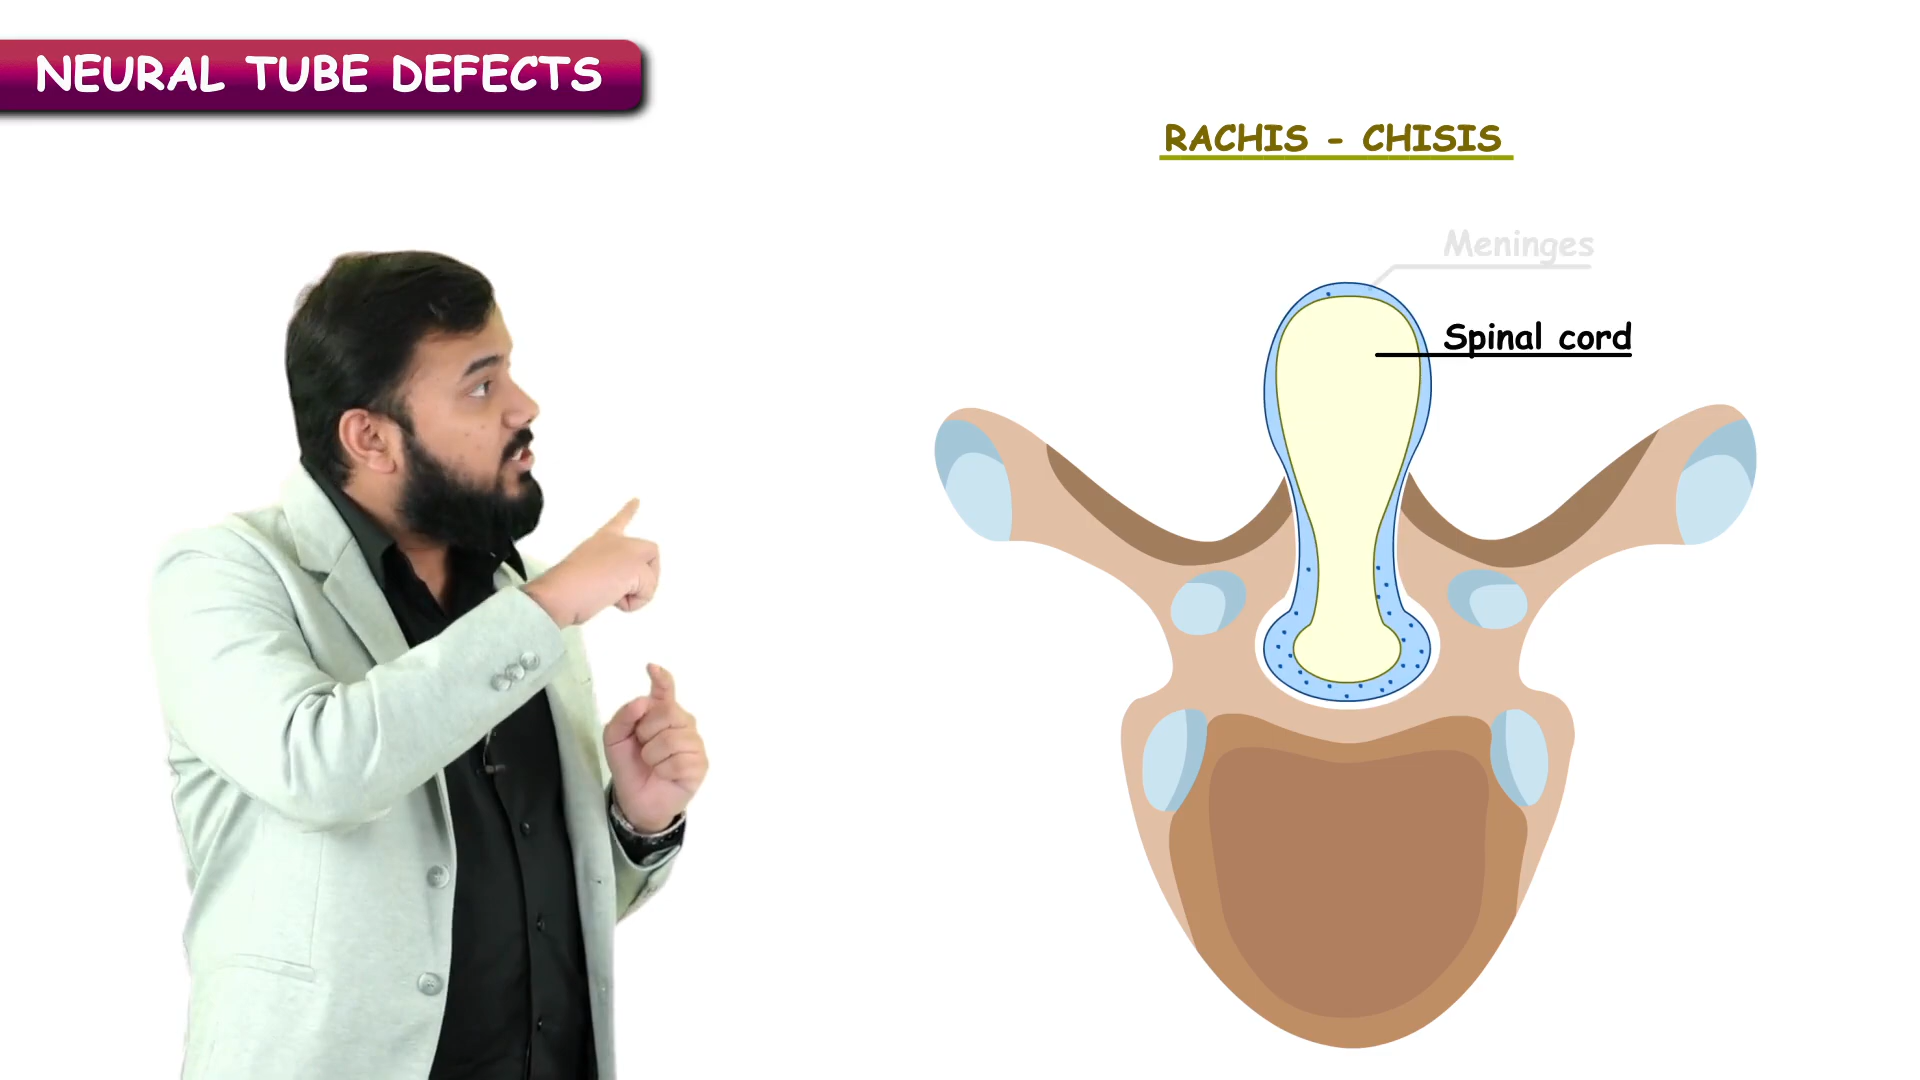 NEURAL TUBE DEFECTS
RACHIS - CHISIS
Meninges
Spinal cord